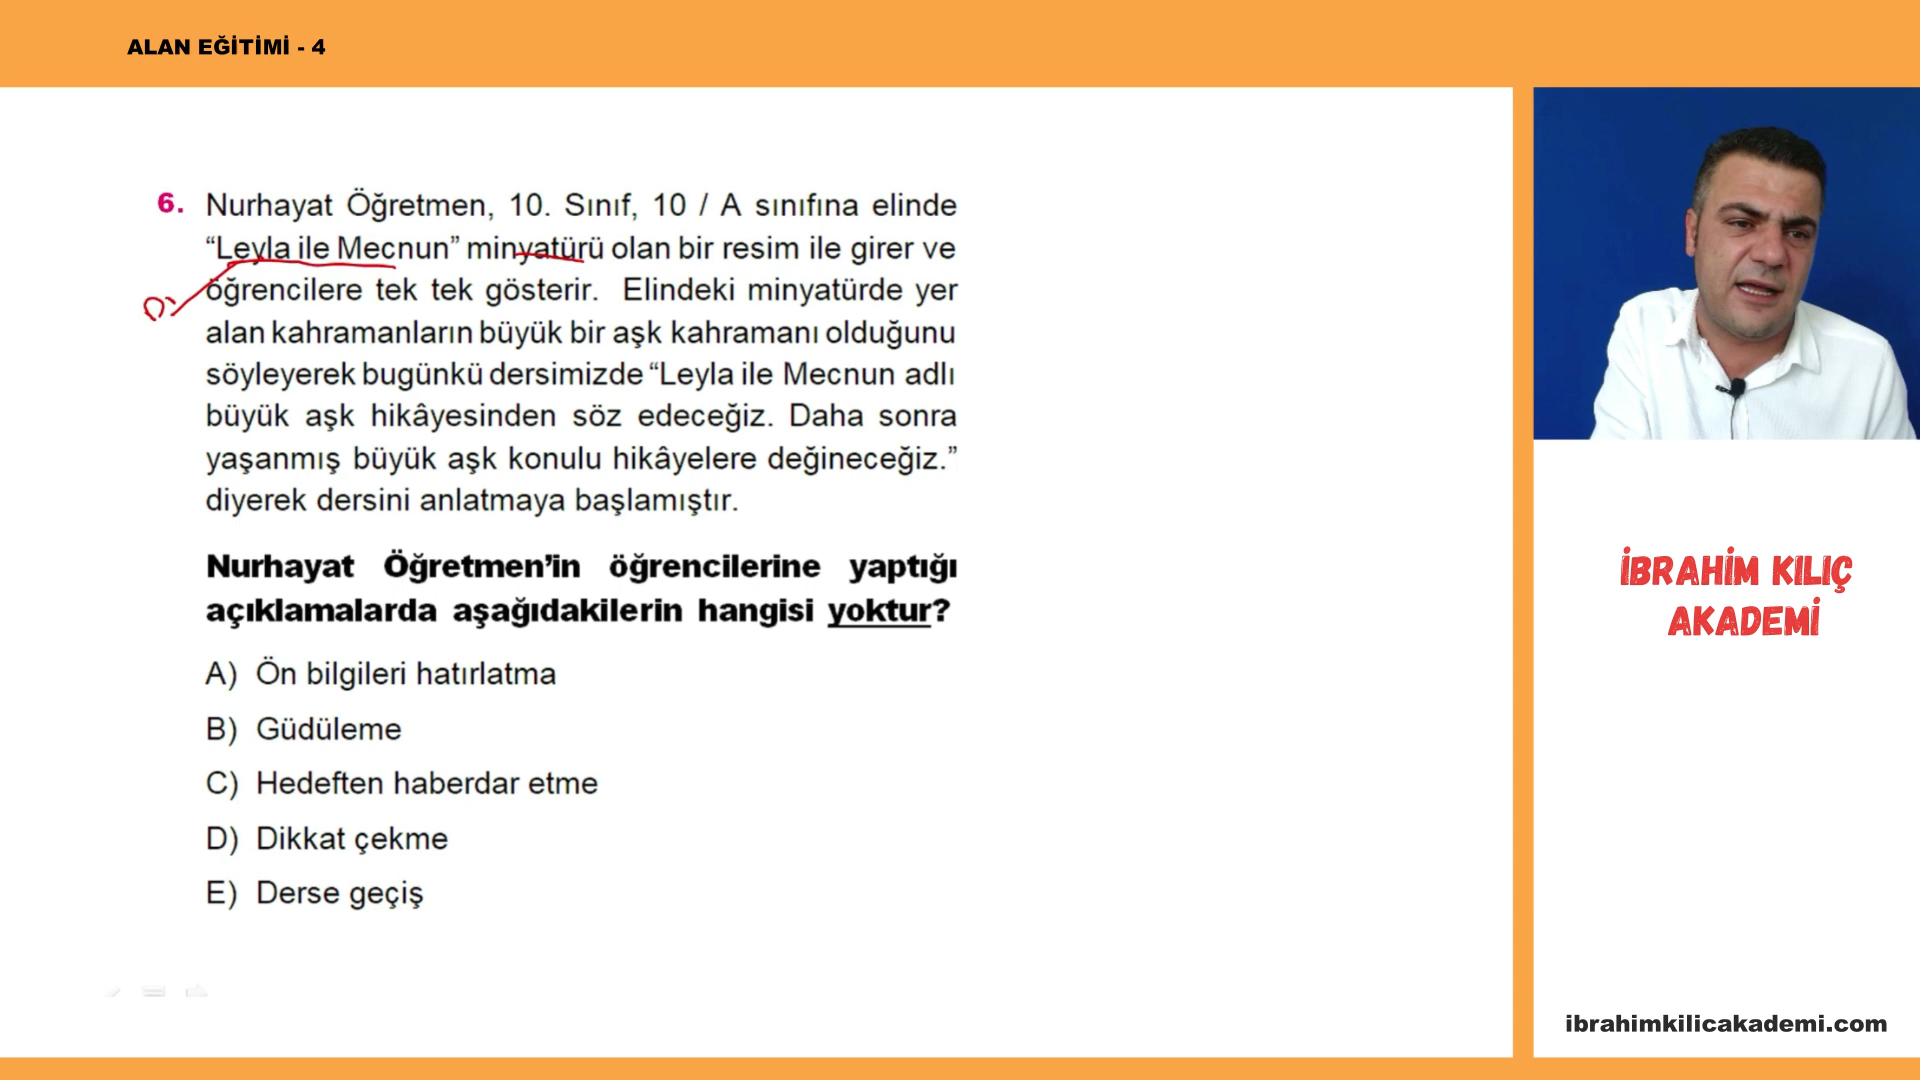 ALAN EĞİTİMİ - 4
6. Nurhayat Öğretmen, 10. Sınıf, 10 / A sınıfına elinde
“Leyla ile Mecnun” minyatürü olan bir resim ile girer ve
öğrencilere tek tek gösterir. Elindeki minyatürde yer
alan kahramanların büyük bir aşk kahramanı olduğunu
söyleyerek bugünkü dersimizde “Leyla ile Mecnun adlı
büyük aşk hikâyesinden söz edeceğiz. Daha sonra
yaşanmış büyük aşk konulu hikâyelere değineceğiz.”
diyerek dersini anlatmaya başlamıştır.
Nurhayat Öğretmen’in öğrencilerine yaptığı
açıklamalarda aşağıdakilerin hangisi yoktur?
A) Ön bilgileri hatırlatma
B) Güdüleme
C) Hedeften haberdar etme
D) Dikkat çekme
E) Derse geçiş
İBRAHİM KILIÇ
AKADEMİ
ibrahimkilicakademi.com